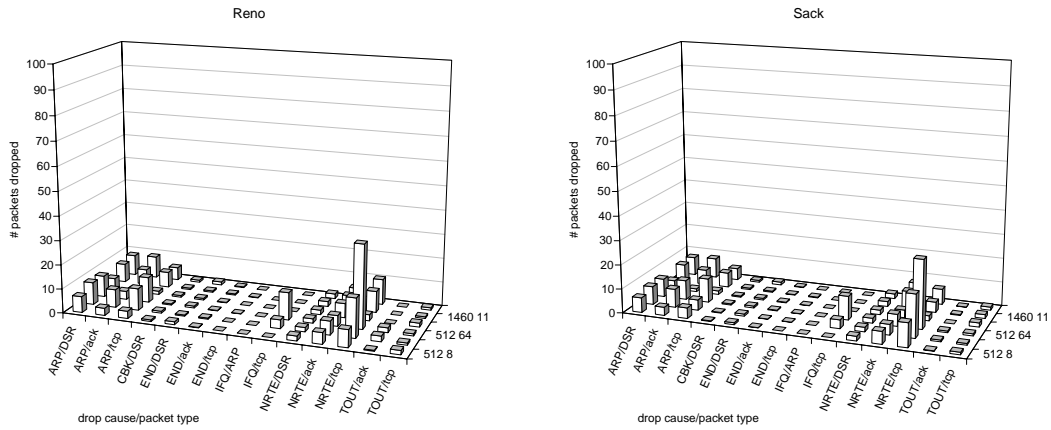 Reno
100
90
80
70
60
50
40
30
20
10
0
# packets dropped
ARP/DSR
ARP/ack
ARP/tcp
CBK/DSR
END/DSR
END/ack
END/tcp
IFQ/ARP
IFQ/tcp
NRTE/DSR
NRTE/ack
NRTE/tcp
TOUT/ack
TOUT/tcp
1460 11
512 64
512 8
drop cause/packet type
Sack
100
90
80
70
60
50
40
30
20
10
0
# packets dropped
ARP/DSR
ARP/ack
ARP/tcp
CBK/DSR
END/DSR
END/ack
END/tcp
IFQ/ARP
IFQ/tcp
NRTE/DSR
NRTE/ack
NRTE/tcp
TOUT/ack
TOUT/tcp
1460 11
512 64
512 8
drop cause/packet type